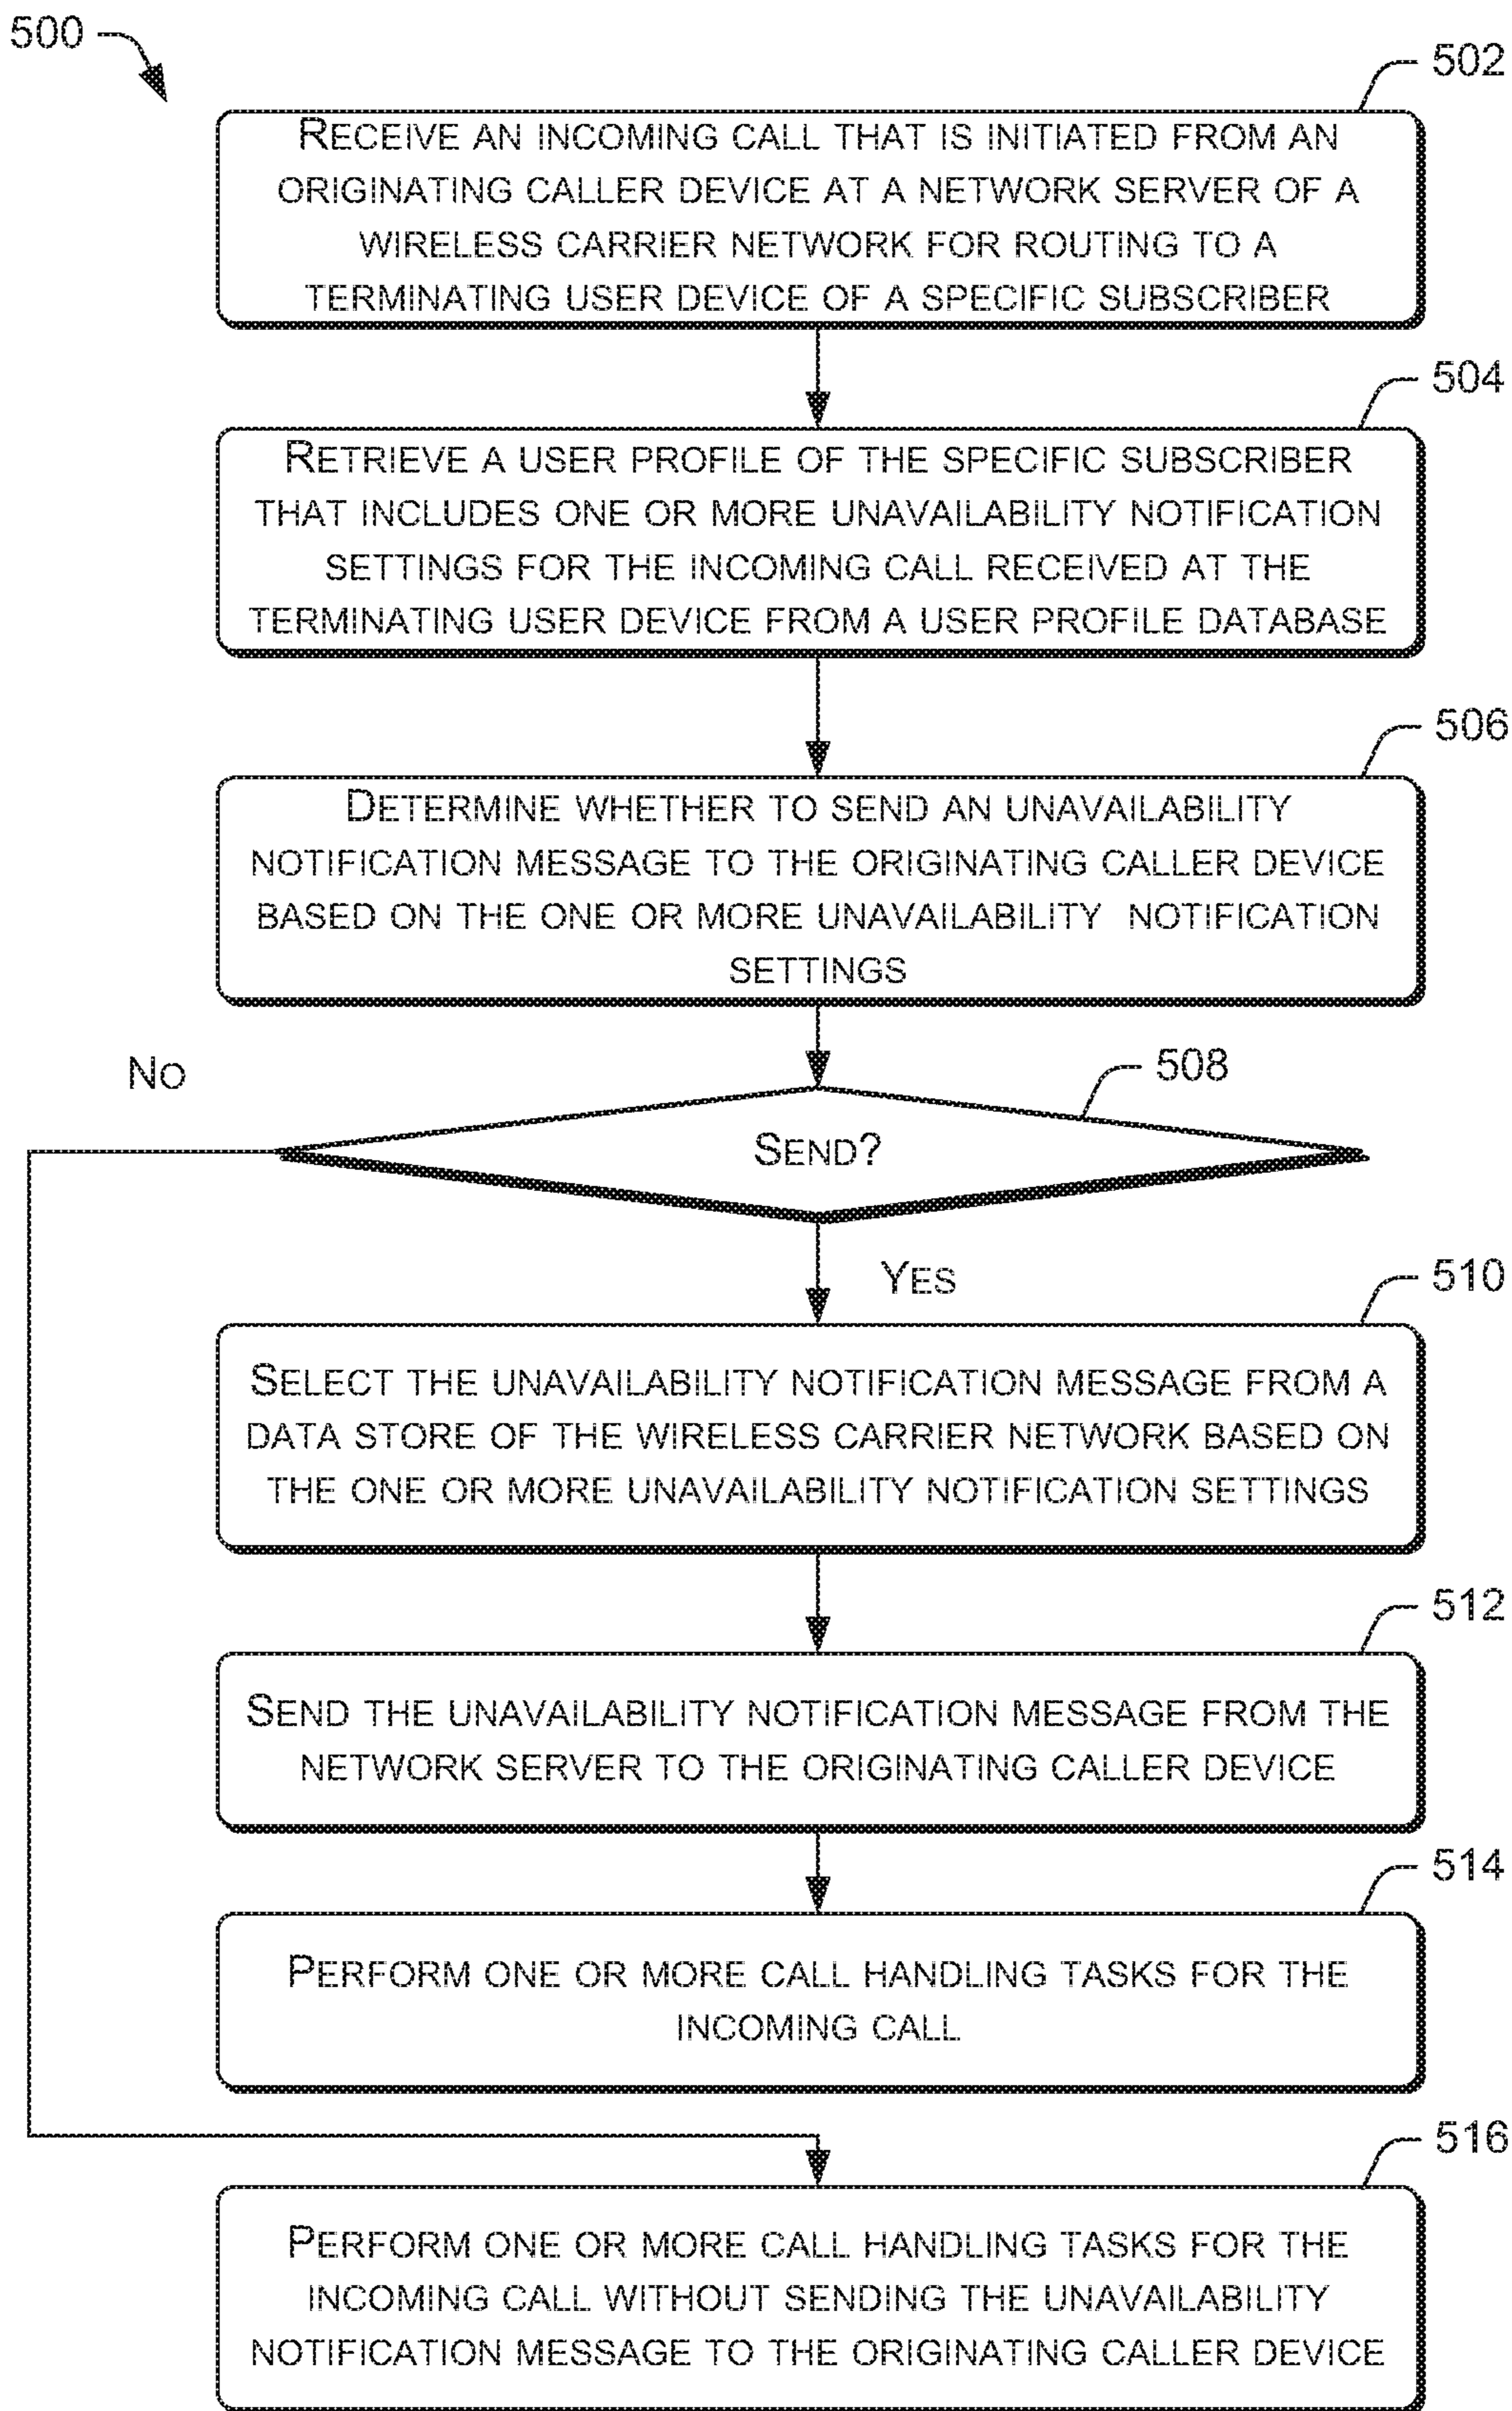 500
502
RECEIVE AN INCOMING CALL THAT IS INITIATED FROM AN
ORIGINATING CALLER DEVICE AT A NETWORK SERVER OF A
WIRELESS CARRIER NETWORK FOR ROUTING TO A
TERMINATING USER DEVICE OF A SPECIFIC SUBSCRIBER
504
RETRIEVE A USER PROFILE OF THE SPECIFIC SUBSCRIBER
THAT INCLUDES ONE OR MORE UNAVAILABILITY NOTIFICATION
SETTINGS FOR THE INCOMING CALL RECEIVED AT THE
TERMINATING USER DEVICE FROM A USER PROFILE DATABASE
506
DETERMINE WHETHER TO SEND AN UNAVAILABILITY
NOTIFICATION MESSAGE TO THE ORIGINATING CALLER DEVICE
BASED ON THE ONE OR MORE UNAVAILABILITY NOTIFICATION
SETTINGS
NO
508
SEND?
YES
510
SELECT THE UNAVAILABILITY NOTIFICATION MESSAGE FROM A
DATA STORE OF THE WIRELESS CARRIER NETWORK BASED ON
THE ONE OR MORE UNAVAILABILITY NOTIFICATION SETTINGS
512
SEND THE UNAVAILABILITY NOTIFICATION MESSAGE FROM THE
NETWORK SERVER TO THE ORIGINATING CALLER DEVICE
514
PERFORM ONE OR MORE CALL HANDLING TASKS FOR THE
INCOMING CALL
516
PERFORM ONE OR MORE CALL HANDLING TASKS FOR THE
INCOMING CALL WITHOUT SENDING THE UNAVAILABILITY
NOTIFICATION MESSAGE TO THE ORIGINATING CALLER DEVICE